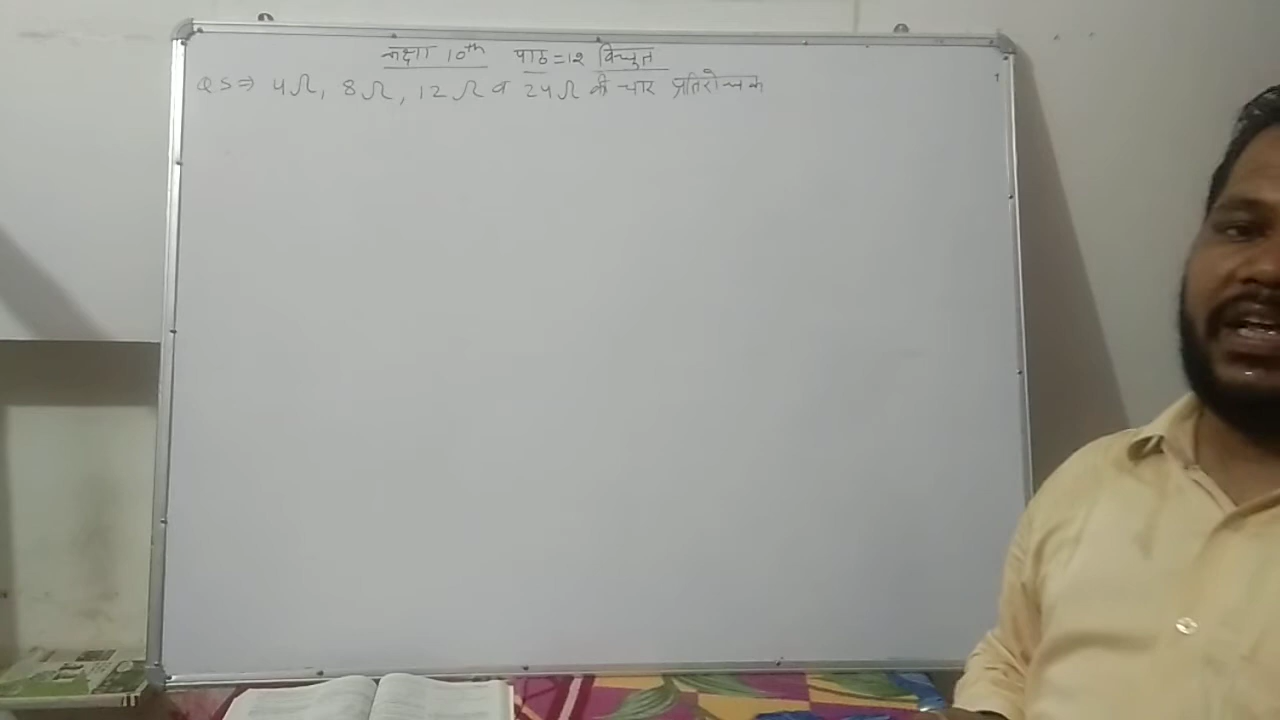 कक्षा 10th पाठ=12 विद्युत
Q5⇒ 4Ω, 8Ω, 12Ω व 24Ω के चार प्रतिरोधक